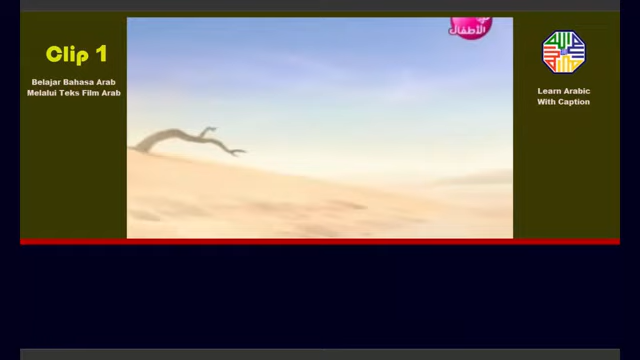 Clip 1
Belajar Bahasa Arab
Melalui Teks Film Arab
الأطفال
Learn Arabic
With Caption